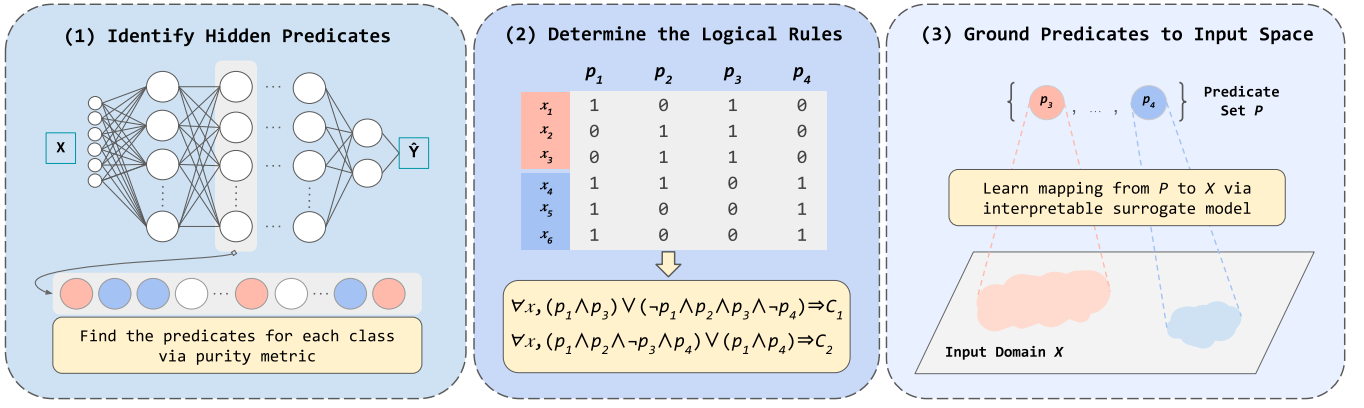 (1) Identify Hidden Predicates
X
Ŷ
Find the predicates for each class
via purity metric
(2) Determine the Logical Rules
p1 p2 p3 p4
x1 1 0 1 0
x2 0 1 1 0
x3 0 1 1 0
x4 1 1 0 1
x5 1 0 0 1
x6 1 0 0 1
∀x,(p1∧p3)∨(¬p1∧p2∧p3∧¬p4)⇒C1
∀x,(p1∧p2∧¬p3∧p4)∨(p1∧p4)⇒C2
(3) Ground Predicates to Input Space
{ p3 , … , p4 } Predicate
Set P
Learn mapping from P to X via
interpretable surrogate model
Input Domain X